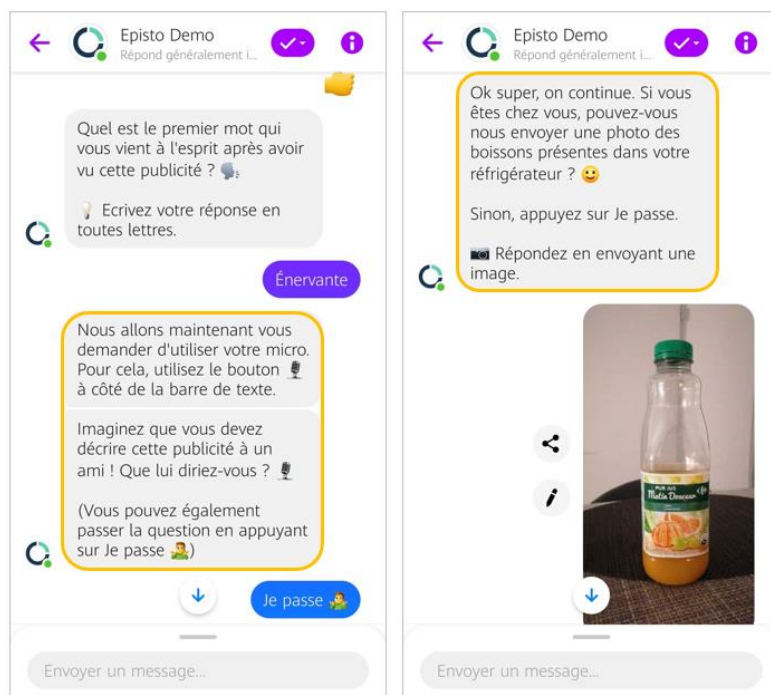 Episto Demo
Répond généralement i...
Quel est le premier mot qui
vous vient à l'esprit après avoir
vu cette publicité ? 🗣️
💡 Ecrivez votre réponse en
toutes lettres.
Énervante
Nous allons maintenant vous
demander d'utiliser votre micro.
Pour cela, utilisez le bouton 🎙️
à côté de la barre de texte.
Imaginez que vous devez
décrire cette publicité à un
ami ! Que lui diriez-vous ? 🎙️
(Vous pouvez également
passer la question en appuyant
sur Je passe 🤷)
Je passe 🤷
Envoyer un message...
Episto Demo
Répond généralement i...
Ok super, on continue. Si vous
êtes chez vous, pouvez-vous
nous envoyer une photo des
boissons présentes dans votre
réfrigérateur ? 😀
Sinon, appuyez sur Je passe.
📷 Répondez en envoyant une
image.
PUR JUS
Matin Douceur
Envoyer un message...